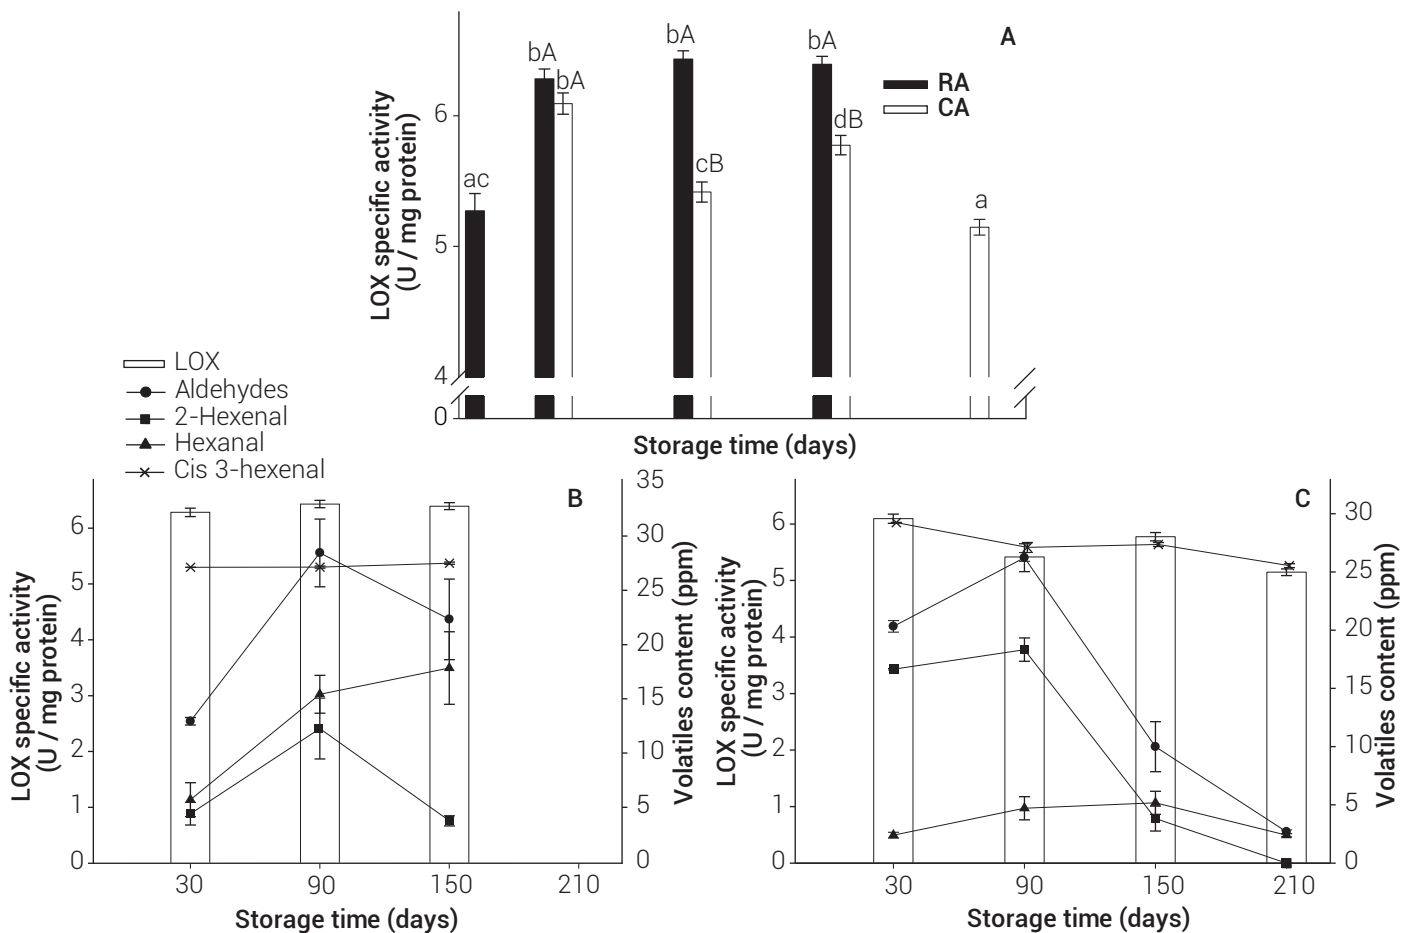 A
bA
bA
bA
bA
RA
CA
6
dB
cB
ac
a
5
4
0
LOX specific activity
(U / mg protein)
Storage time (days)
LOX
Aldehydes
2-Hexenal
Hexanal
Cis 3-hexenal
B
6
5
4
3
2
1
0
35
30
25
20
15
10
5
0
LOX specific activity
(U / mg protein)
Volatiles content (ppm)
30 90 150 210
Storage time (days)
C
6
5
4
3
2
1
0
30
25
20
15
10
5
0
LOX specific activity
(U / mg protein)
Volatiles content (ppm)
30 90 150 210
Storage time (days)